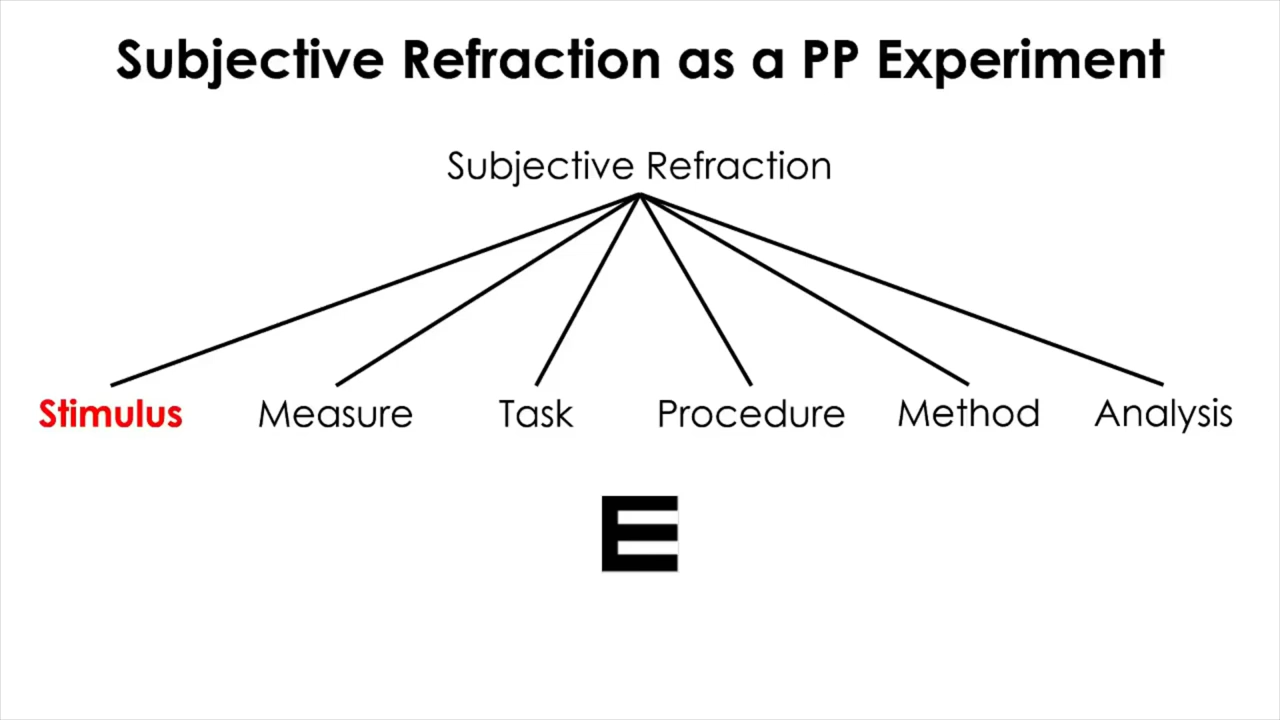 Subjective Refraction as a PP Experiment
Subjective Refraction
Stimulus Measure Task Procedure Method Analysis
E